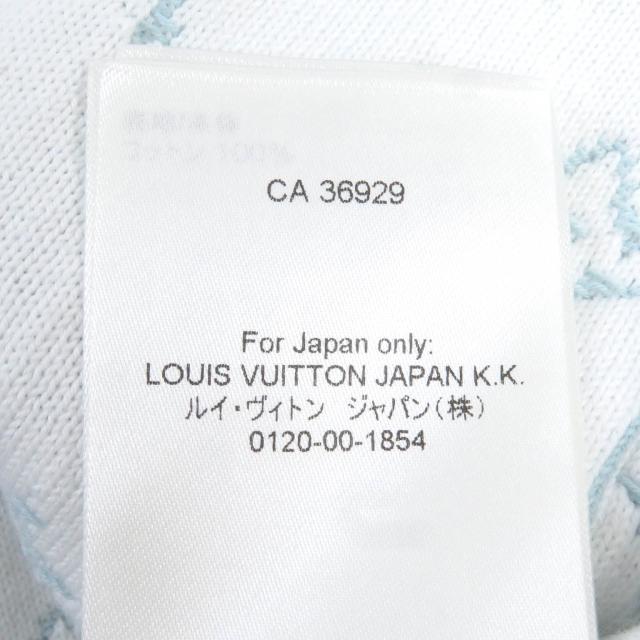 コットン 100%
CA 36929
For Japan only:
LOUIS VUITTON JAPAN K.K.
ルイ・ヴィトン ジャパン(株)
0120-00-1854